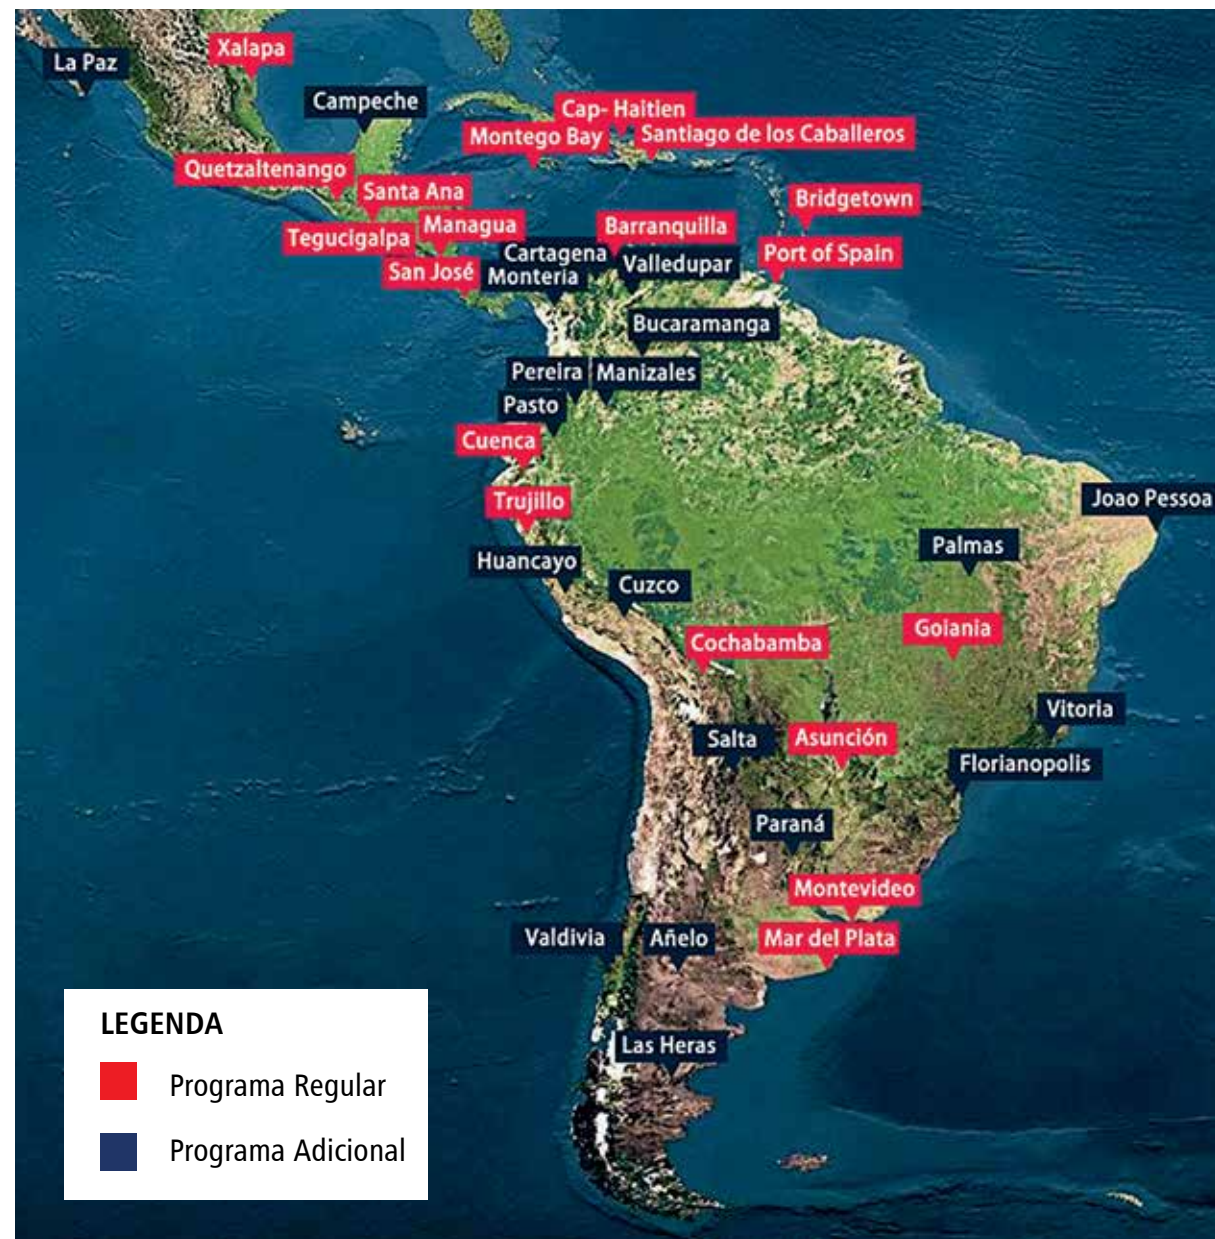 Xalapa
La Paz
Campeche
Cap- Haitien
Montego Bay
Santiago de los Caballeros
Quetzaltenango
Santa Ana
Bridgetown
Tegucigalpa
Managua
Barranquilla
San José
Cartagena
Valledupar
Port of Spain
Montería
Bucaramanga
Pereira
Manizales
Pasto
Cuenca
Trujillo
Joao Pessoa
Huancayo
Palmas
Cuzco
Cochabamba
Goiania
Vitoria
Salta
Asunción
Florianopolis
Paraná
Montevideo
Valdivia
Añelo
Mar del Plata
Las Heras
LEGENDA
Programa Regular
Programa Adicional